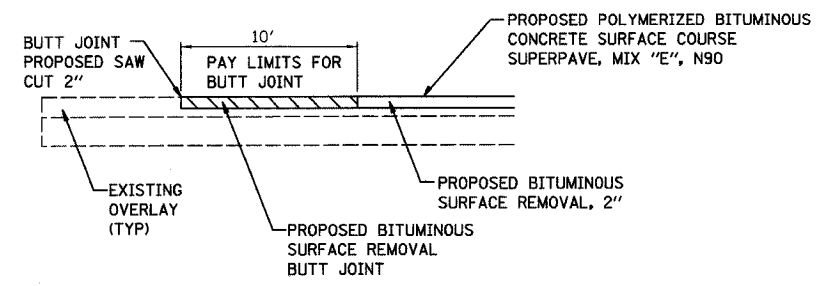 BUTT JOINT
PROPOSED SAW
CUT 2"
10'
PAY LIMITS FOR
BUTT JOINT
PROPOSED POLYMERIZED BITUMINOUS
CONCRETE SURFACE COURSE
SUPERPAVE, MIX "E", N90
EXISTING
OVERLAY
(TYP)
PROPOSED BITUMINOUS
SURFACE REMOVAL
BUTT JOINT
PROPOSED BITUMINOUS
SURFACE REMOVAL, 2"